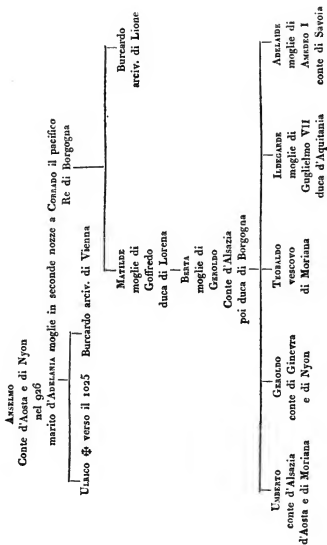 Anselmo
Conte d'Aosta e di Nyon
nel 926
marito d'Adelania moglie in seconde nozze a Corrado il pacifico
Re di Borgogna
Ulrico ✠ verso il 1025
Burcardo arciv. di Vienna
Matilde
moglie di
Goffredo
duca di Lorena
Burcardo
arciv. di Lione
Berta
moglie di
Geroldo
Conte d'Alsazia
poi duca di Borgogna
Umberto
conte d'Alsazia
d'Aosta e di Moriana
Geroldo
conte di Ginevra
e di Nyon
Teobaldo
vescovo
di Moriana
Ildegarde
moglie di
Guglielmo VII
duca d'Aquitania
Adelaide
moglie di
Amedeo I
conte di Savoia